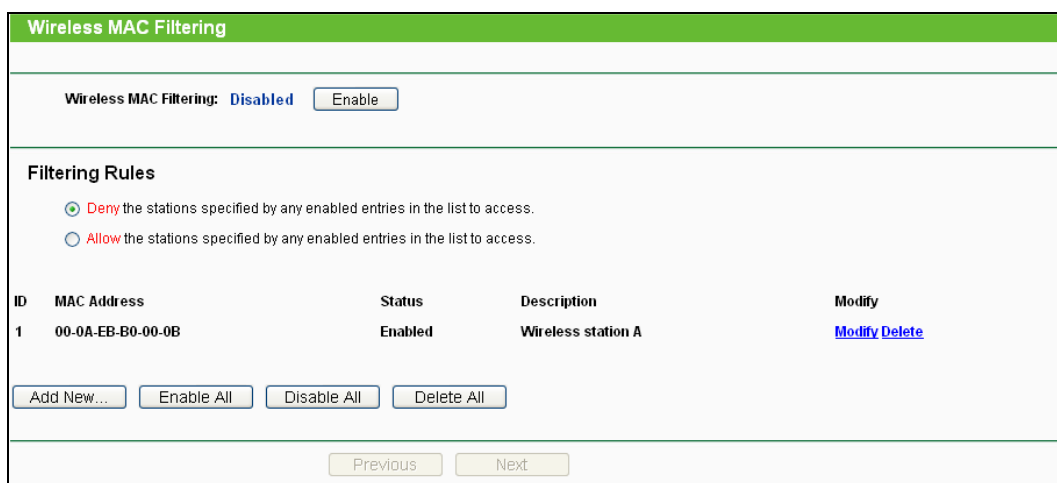 Wireless MAC Filtering
Wireless MAC Filtering: Disabled Enable
Filtering Rules
Deny the stations specified by any enabled entries in the list to access.
Allow the stations specified by any enabled entries in the list to access.
ID MAC Address Status Description Modify
1 00-0A-EB-B0-00-0B Enabled Wireless station A Modify Delete
Add New... Enable All Disable All Delete All
Previous Next